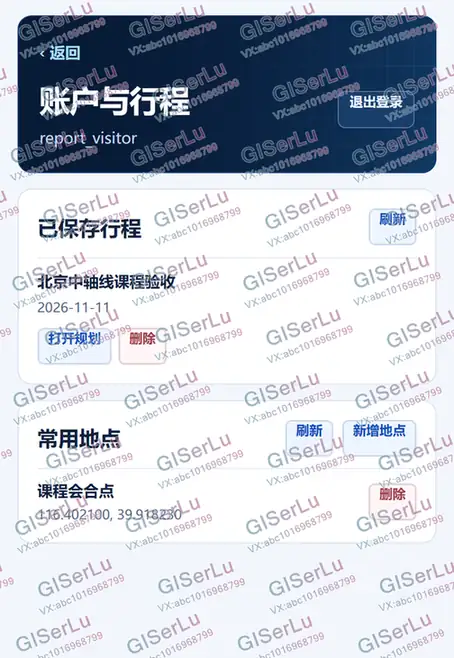 ‹ 返回
账户与行程
退出登录
report_visitor
已保存行程
刷新
北京中轴线课程验收
2026-11-11
打开规划
删除
常用地点
刷新
新增地点
课程会合点
删除
116.402100, 39.918230
GISerLu
VX:abc1016968799